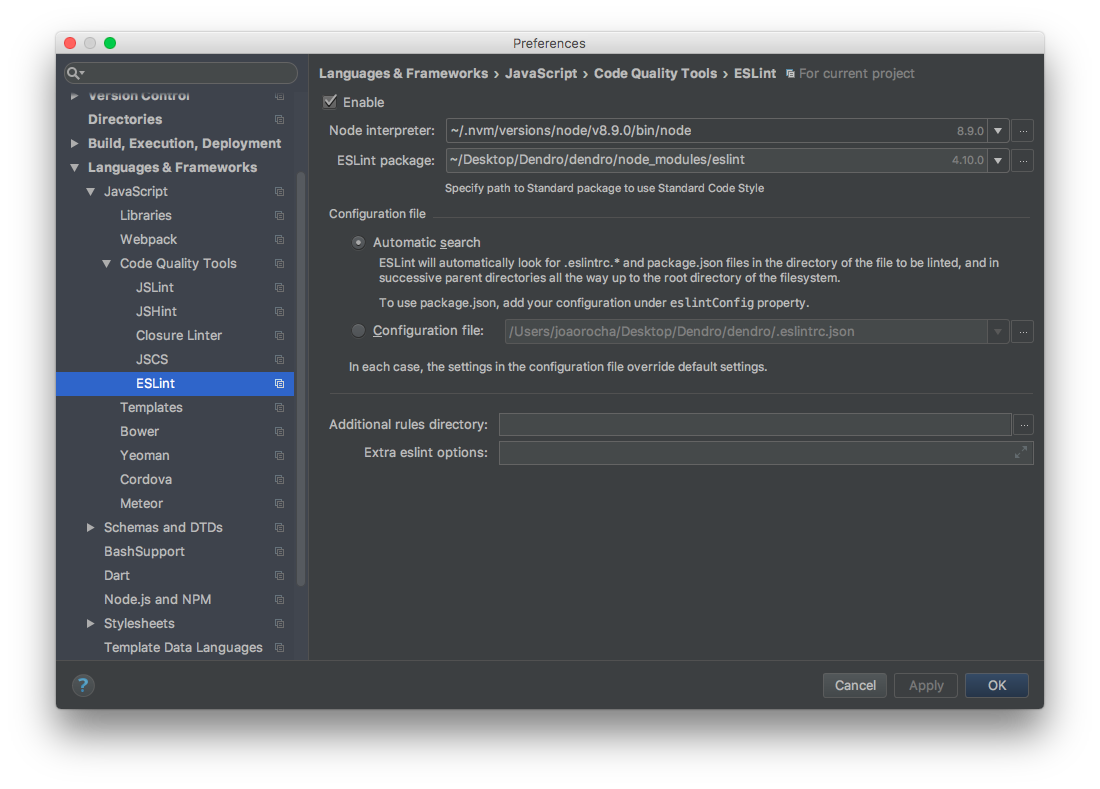 Preferences
Version Control
Directories
Build, Execution, Deployment
Languages & Frameworks
JavaScript
Libraries
Webpack
Code Quality Tools
JSLint
JSHint
Closure Linter
JSCS
ESLint
Templates
Bower
Yeoman
Cordova
Meteor
Schemas and DTDs
BashSupport
Dart
Node.js and NPM
Stylesheets
Template Data Languages
Languages & Frameworks › JavaScript › Code Quality Tools › ESLint For current project
Enable
Node interpreter: ~/.nvm/versions/node/v8.9.0/bin/node 8.9.0 ...
ESLint package: ~/Desktop/Dendro/dendro/node_modules/eslint 4.10.0 ...
Specify path to Standard package to use Standard Code Style
Configuration file
Automatic search
ESLint will automatically look for .eslintrc.* and package.json files in the directory of the file to be linted, and in
successive parent directories all the way up to the root directory of the filesystem.
To use package.json, add your configuration under eslintConfig property.
Configuration file: /Users/joaorocha/Desktop/Dendro/dendro/.eslintrc.json ...
In each case, the settings in the configuration file override default settings.
Additional rules directory: ...
Extra eslint options:
? Cancel Apply OK